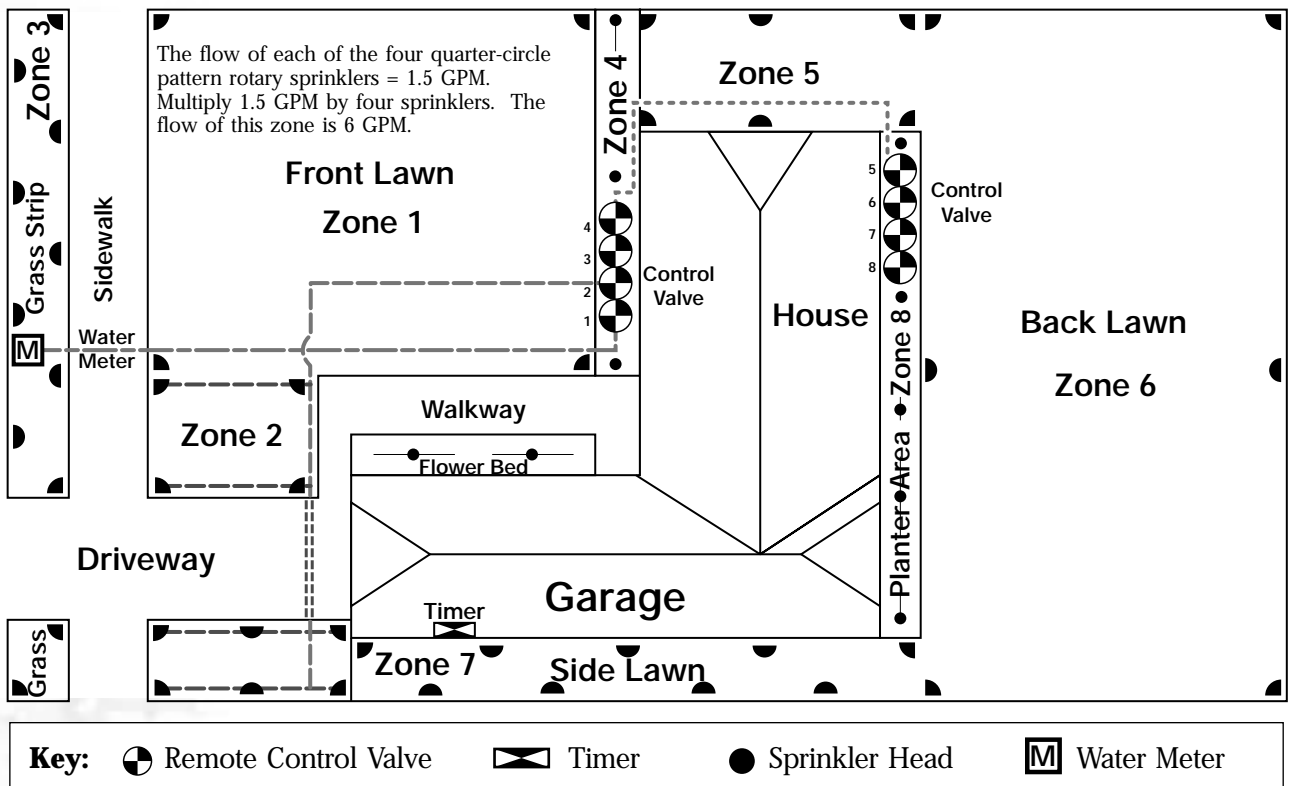 Zone 3
The flow of each of the four quarter-circle
pattern rotary sprinklers = 1.5 GPM.
Multiply 1.5 GPM by four sprinklers. The
flow of this zone is 6 GPM.
Zone 4
Zone 5
Front Lawn
Zone 1
Grass Strip
Sidewalk
4
3
2
1
Control
Valve
5
6
7
8
Control
Valve
House
Back Lawn
Zone 6
M
Water
Meter
Zone 2
Walkway
Flower Bed
Planter Area
Zone 8
Driveway
Garage
Timer
Grass
Zone 7
Side Lawn
Key:
Remote Control Valve
Timer
Sprinkler Head
M
Water Meter